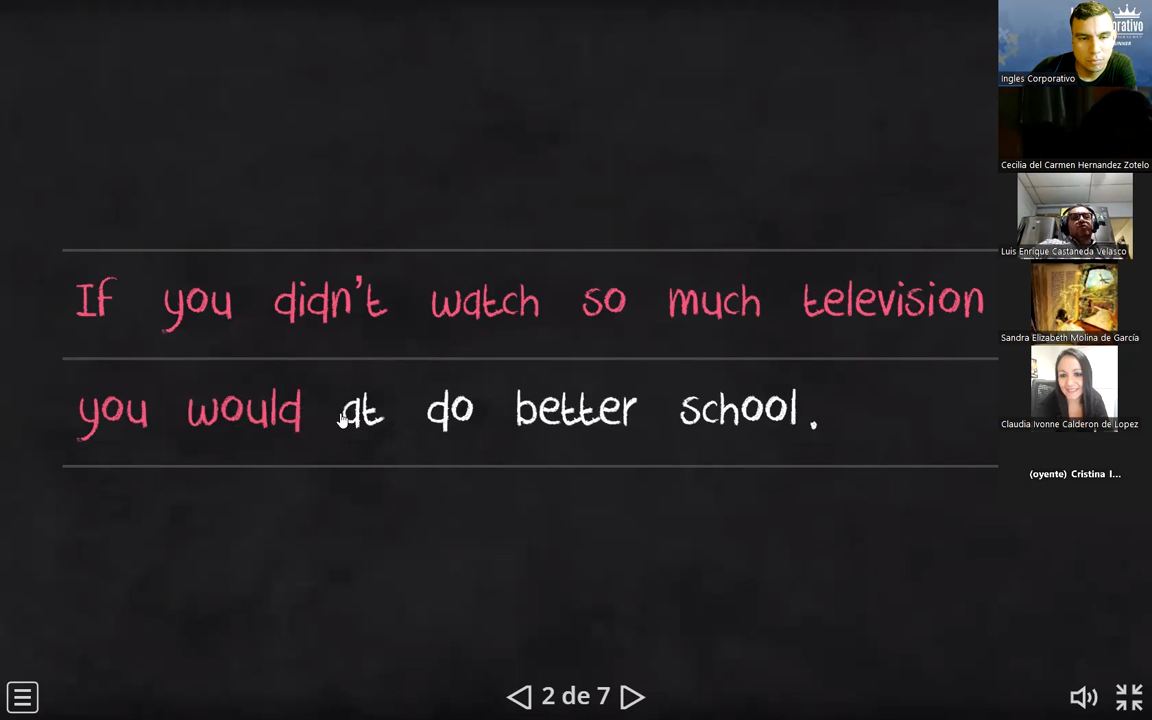 orativo
INNER
Ingles Corporativo
Cecilia del Carmen Hernandez Zotelo
Luis Enrique Castaneda Velasco
If you didn't watch so much television
Sandra Elizabeth Molina de García
you would at do better school.
Claudia Ivonne Calderon de Lopez
(oyente) Cristina I...
2 de 7